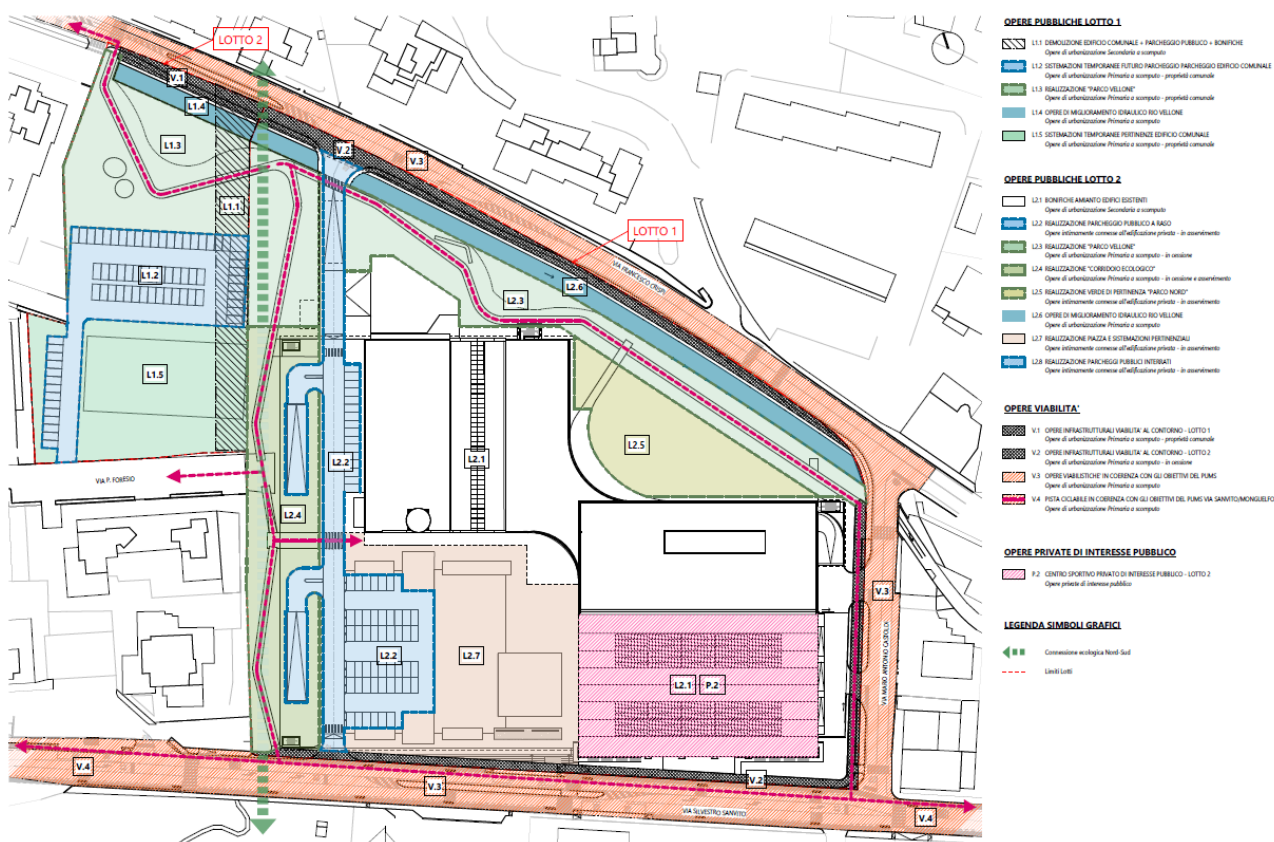 LOTTO 2
V.1
L1.4
L1.3
V.2
V.3
L1.1
LOTTO 1
VIA FRANCESCO CRISPI
L1.2
L2.6
L2.3
L1.5
L2.5
L2.2
L2.1
VIA P. FORESIO
L2.4
V.3
VIA MARO ANTONIO CASTOLDI
L2.2
L2.7
L2.1
P.2
V.4
V.3
V.2
VIA SILVESTRO SANVITO
V.4
OPERE PUBBLICHE LOTTO 1
L1.1 DEMOLIZIONE EDIFICIO COMUNALE + PARCHEGGIO PUBBLICO + BONIFICHE
Opere di urbanizzazione Secondaria a scomputo
L1.2 SISTEMAZIONI TEMPORANEE FUTURO PARCHEGGIO PARCHEGGIO EDIFICIO COMUNALE
Opere di urbanizzazione Primaria a scomputo - proprietà comunale
L1.3 REALIZZAZIONE "PARCO VELLONE"
Opere di urbanizzazione Primaria a scomputo - proprietà comunale
L1.4 OPERE DI MIGLIORAMENTO IDRAULICO RIO VELLONE
Opere di urbanizzazione Primaria a scomputo
L1.5 SISTEMAZIONI TEMPORANEE PERTINENZE EDIFICIO COMUNALE
Opere di urbanizzazione Primaria a scomputo - proprietà comunale
OPERE PUBBLICHE LOTTO 2
L2.1 BONIFICHE AMIANTO EDIFICI ESISTENTI
Opere di urbanizzazione Secondaria a scomputo
L2.2 REALIZZAZIONE PARCHEGGIO PUBBLICO A RASO
Opere intimamente connesse all'edificazione privata - in asservimento
L2.3 REALIZZAZIONE "PARCO VELLONE"
Opere di urbanizzazione Primaria a scomputo - in cessione
L2.4 REALIZZAZIONE "CORRIDOIO ECOLOGICO"
Opere di urbanizzazione Primaria a scomputo - in cessione e asservimento
L2.5 REALIZZAZIONE VERDE DI PERTINENZA "PARCO NORD"
Opere intimamente connesse all'edificazione privata - in asservimento
L2.6 OPERE DI MIGLIORAMENTO IDRAULICO RIO VELLONE
Opere di urbanizzazione Primaria a scomputo
L2.7 REALIZZAZIONE PIAZZA E SISTEMAZIONI PERTINENZIALI
Opere intimamente connesse all'edificazione privata - in asservimento
L2.8 REALIZZAZIONE PARCHEGGI PUBBLICI INTERRATI
Opere intimamente connesse all'edificazione privata - in asservimento
OPERE VIABILITA'
V.1 OPERE INFRASTRUTTURALI VIABILITA' AL CONTORNO - LOTTO 1
Opere di urbanizzazione Primaria a scomputo - proprietà comunale
V.2 OPERE INFRASTRUTTURALI VIABILITA' AL CONTORNO - LOTTO 2
Opere di urbanizzazione Primaria a scomputo - in cessione
V.3 OPERE VIABILISTICHE' IN COERENZA CON GLI OBIETTIVI DEL PUMS
Opere di urbanizzazione Primaria a scomputo
V.4 PISTA CICLABILE IN COERENZA CON GLI OBIETTIVI DEL PUMS VIA SANVITO/MONGUELFO
Opere di urbanizzazione Primaria a scomputo
OPERE PRIVATE DI INTERESSE PUBBLICO
P.2 CENTRO SPORTIVO PRIVATO DI INTERESSE PUBBLICO - LOTTO 2
Opere private di interesse pubblico
LEGENDA SIMBOLI GRAFICI
Connessione ecologica Nord-Sud
Limiti Lotti